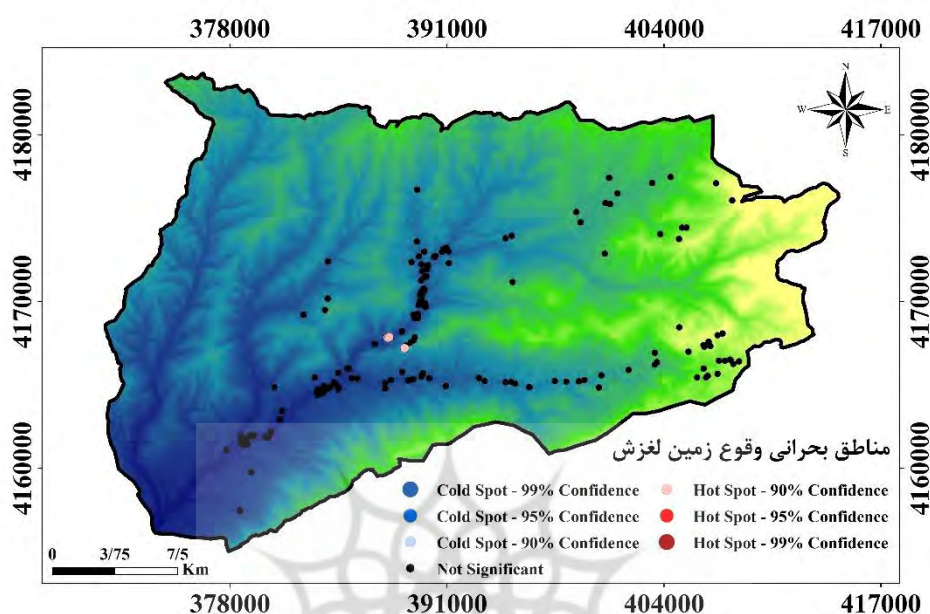 378000 391000 404000 417000
N
W E
S
4180000 4180000
4170000 4170000
4160000 4160000
مناطق بحرانی وقوع زمین لغزش
Cold Spot - 99% Confidence Hot Spot - 90% Confidence
Cold Spot - 95% Confidence Hot Spot - 95% Confidence
Cold Spot - 90% Confidence Hot Spot - 99% Confidence
Not Significant
0 3/75 7/5
Km
378000 391000 404000 417000